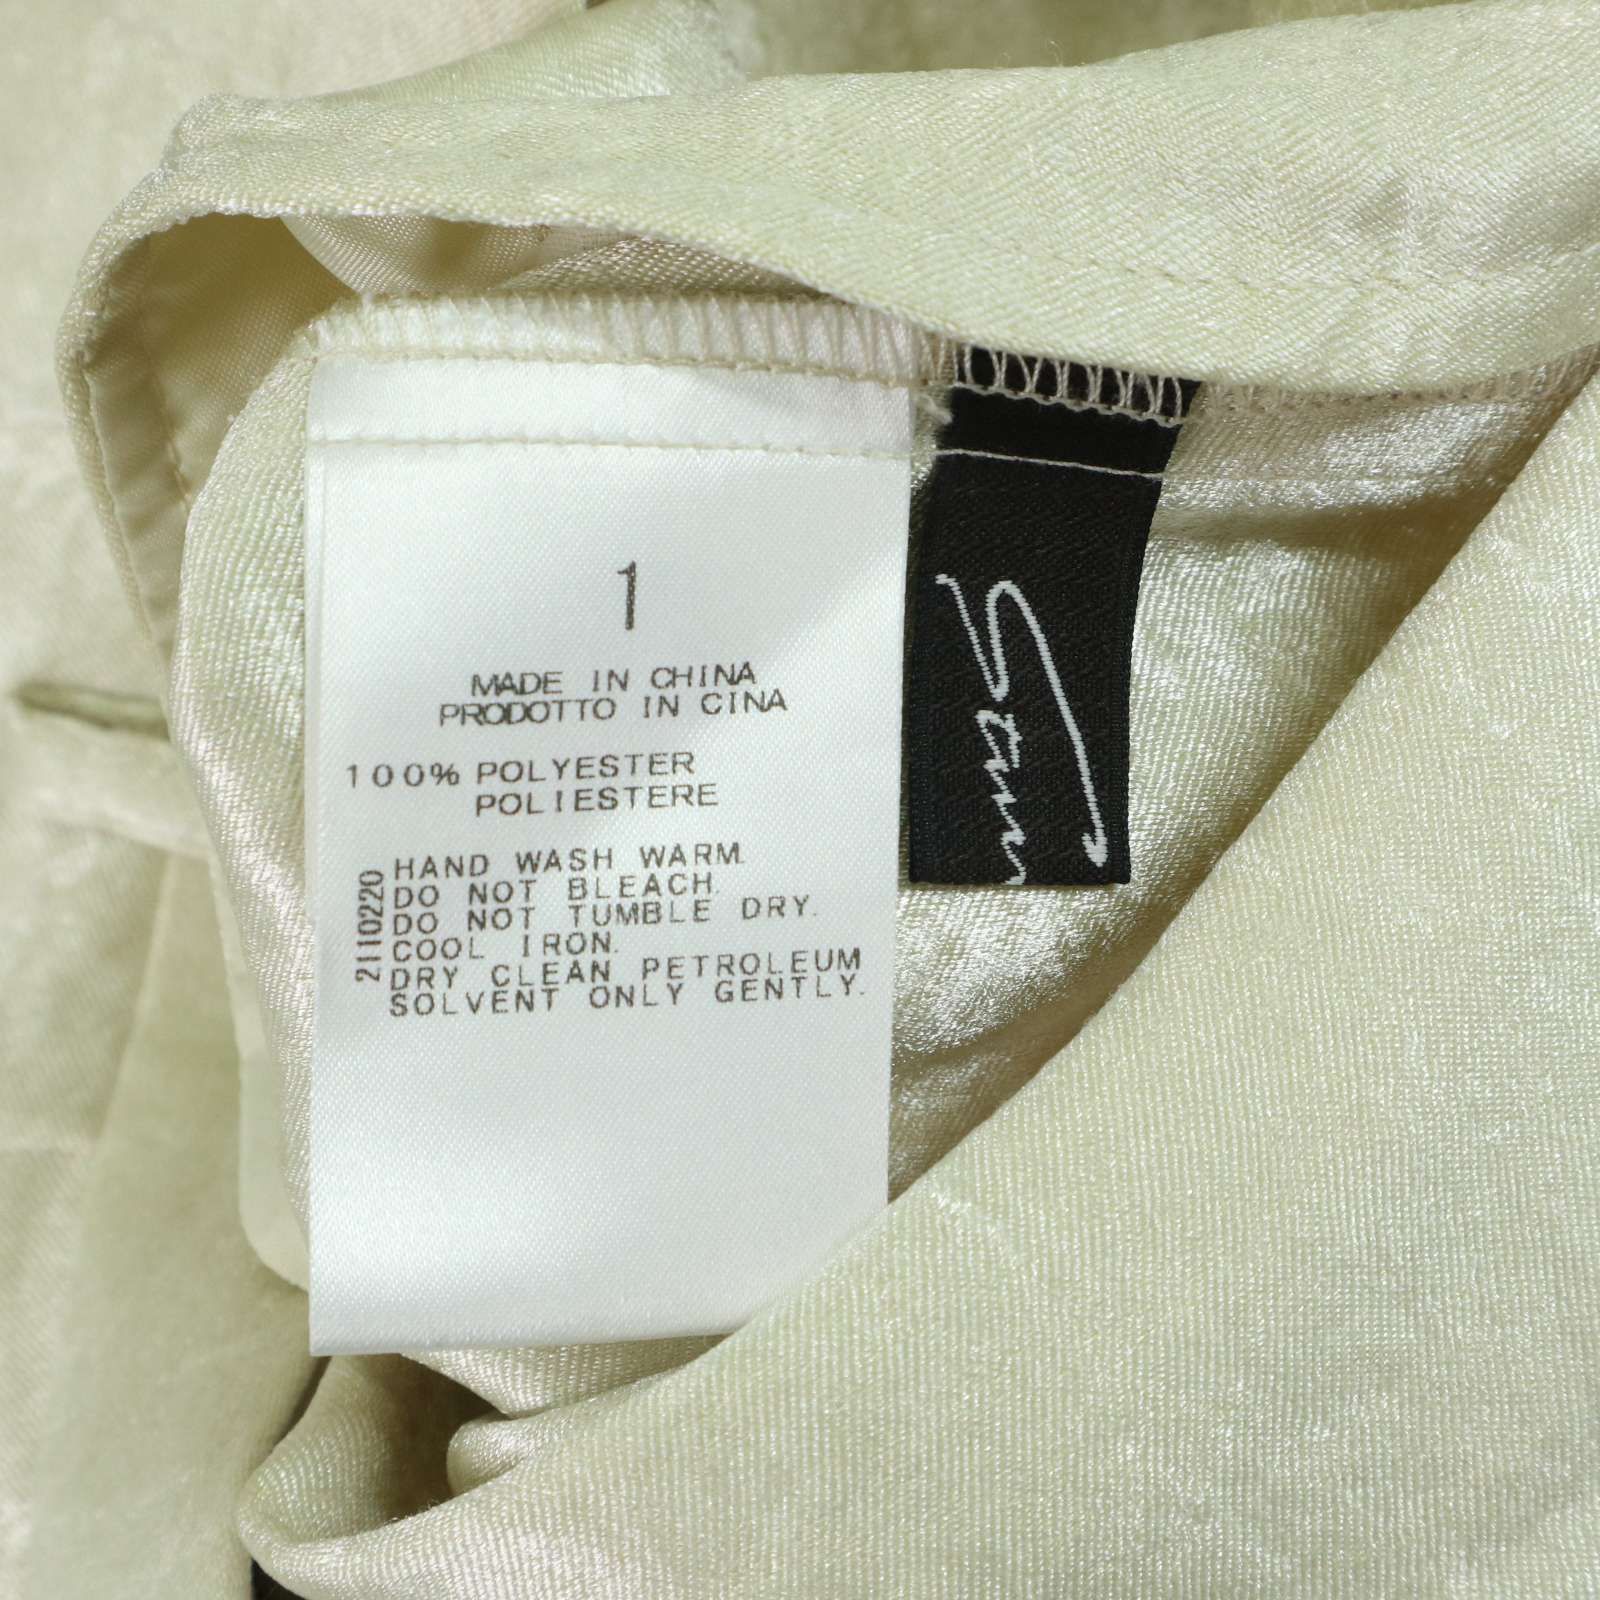 1
MADE IN CHINA
PRODOTTO IN CINA
100% POLYESTER
POLIESTERE
HAND WASH WARM.
DO NOT BLEACH.
DO NOT TUMBLE DRY.
COOL IRON.
DRY CLEAN PETROLEUM
SOLVENT ONLY GENTLY.
2110220